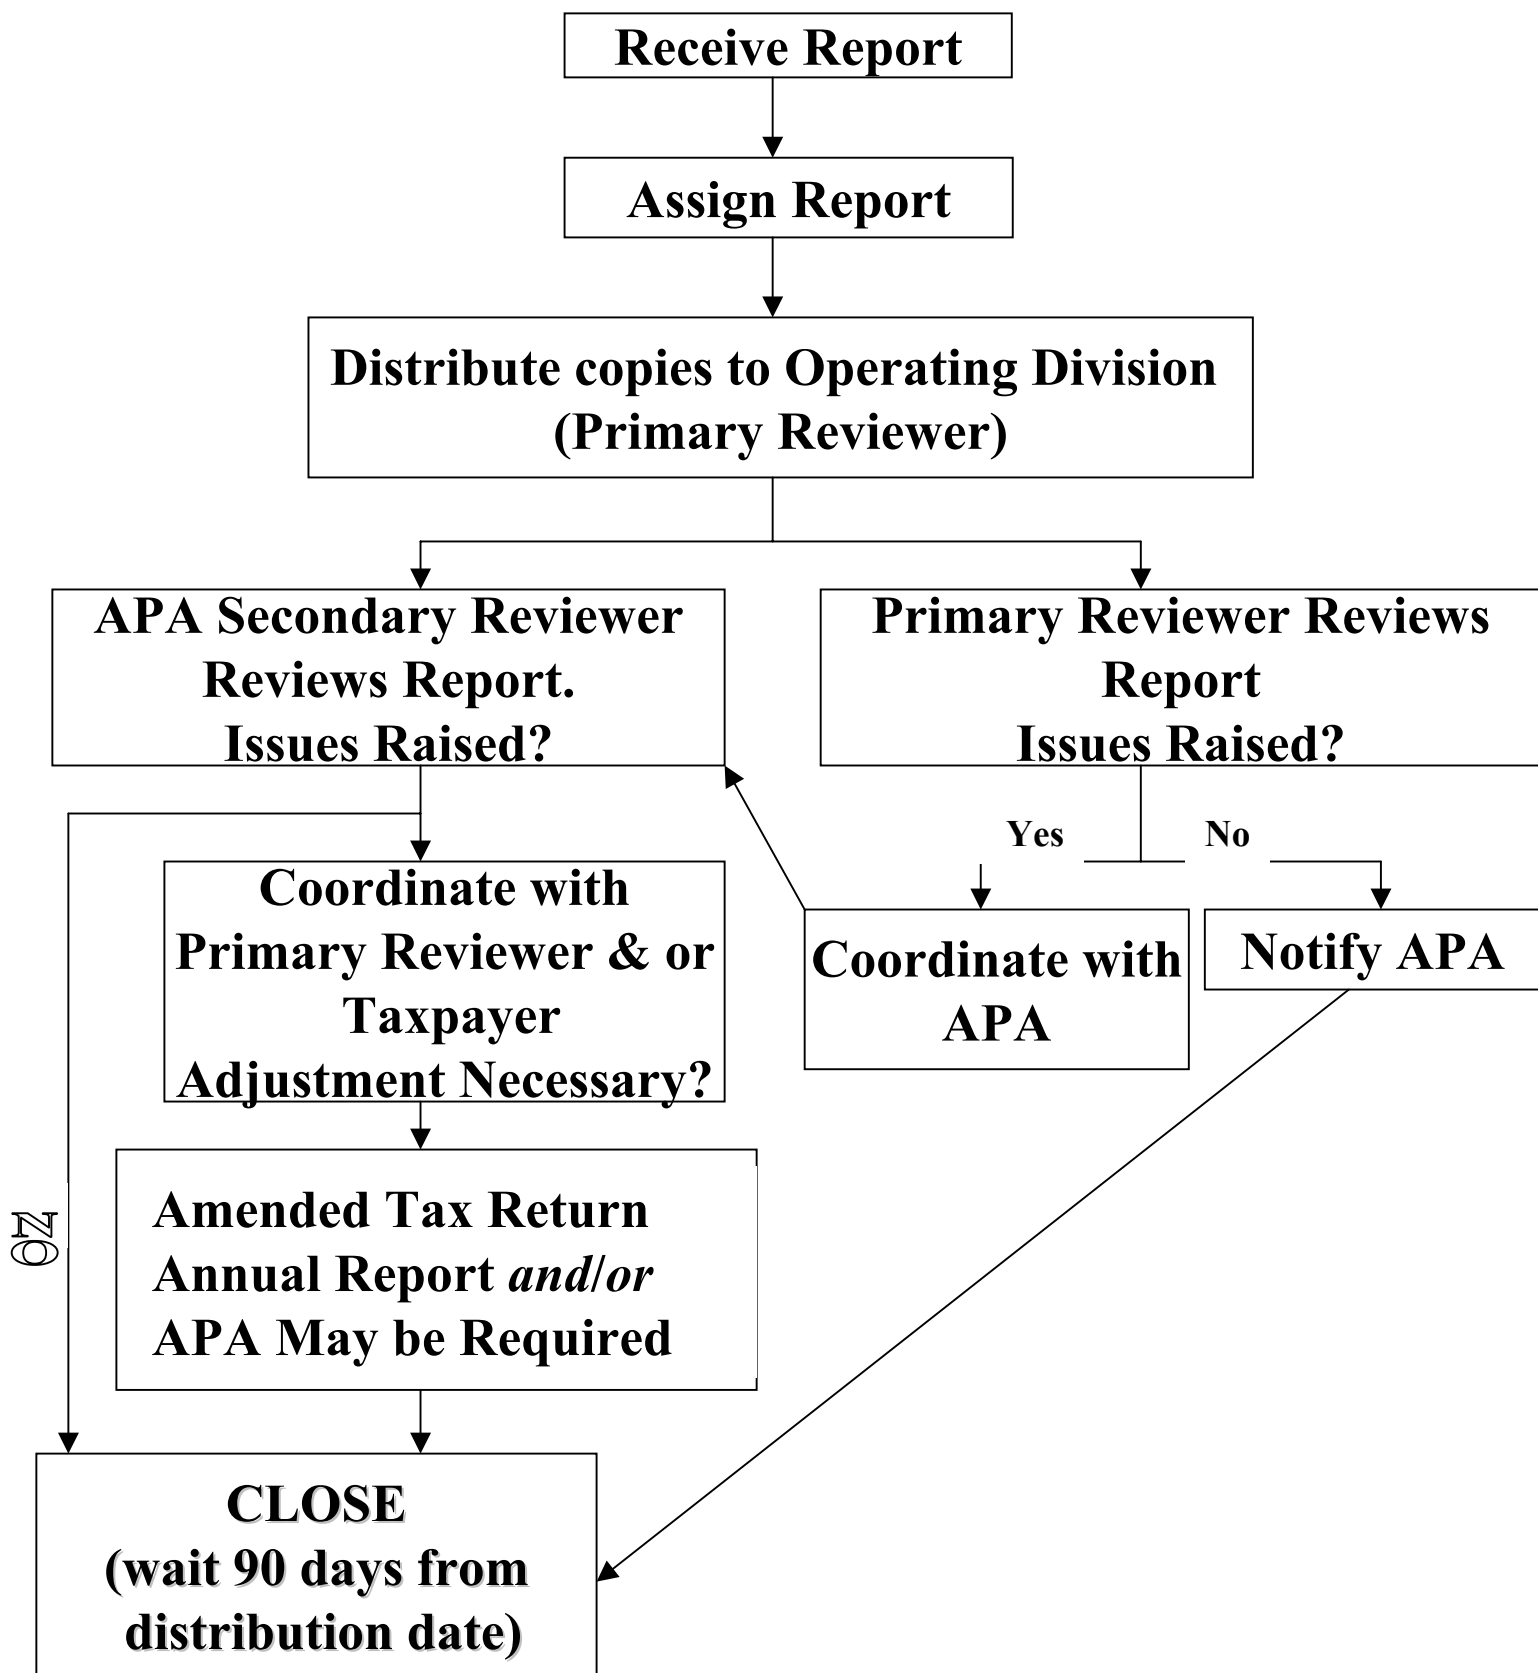 Receive Report
Assign Report
Distribute copies to Operating Division
(Primary Reviewer)
APA Secondary Reviewer
Reviews Report.
Issues Raised?
Primary Reviewer Reviews
Report
Issues Raised?
Yes
No
Coordinate with
Primary Reviewer & or
Taxpayer
Adjustment Necessary?
Coordinate with
APA
Notify APA
No
Amended Tax Return
Annual Report and/or
APA May be Required
CLOSE
(wait 90 days from
distribution date)